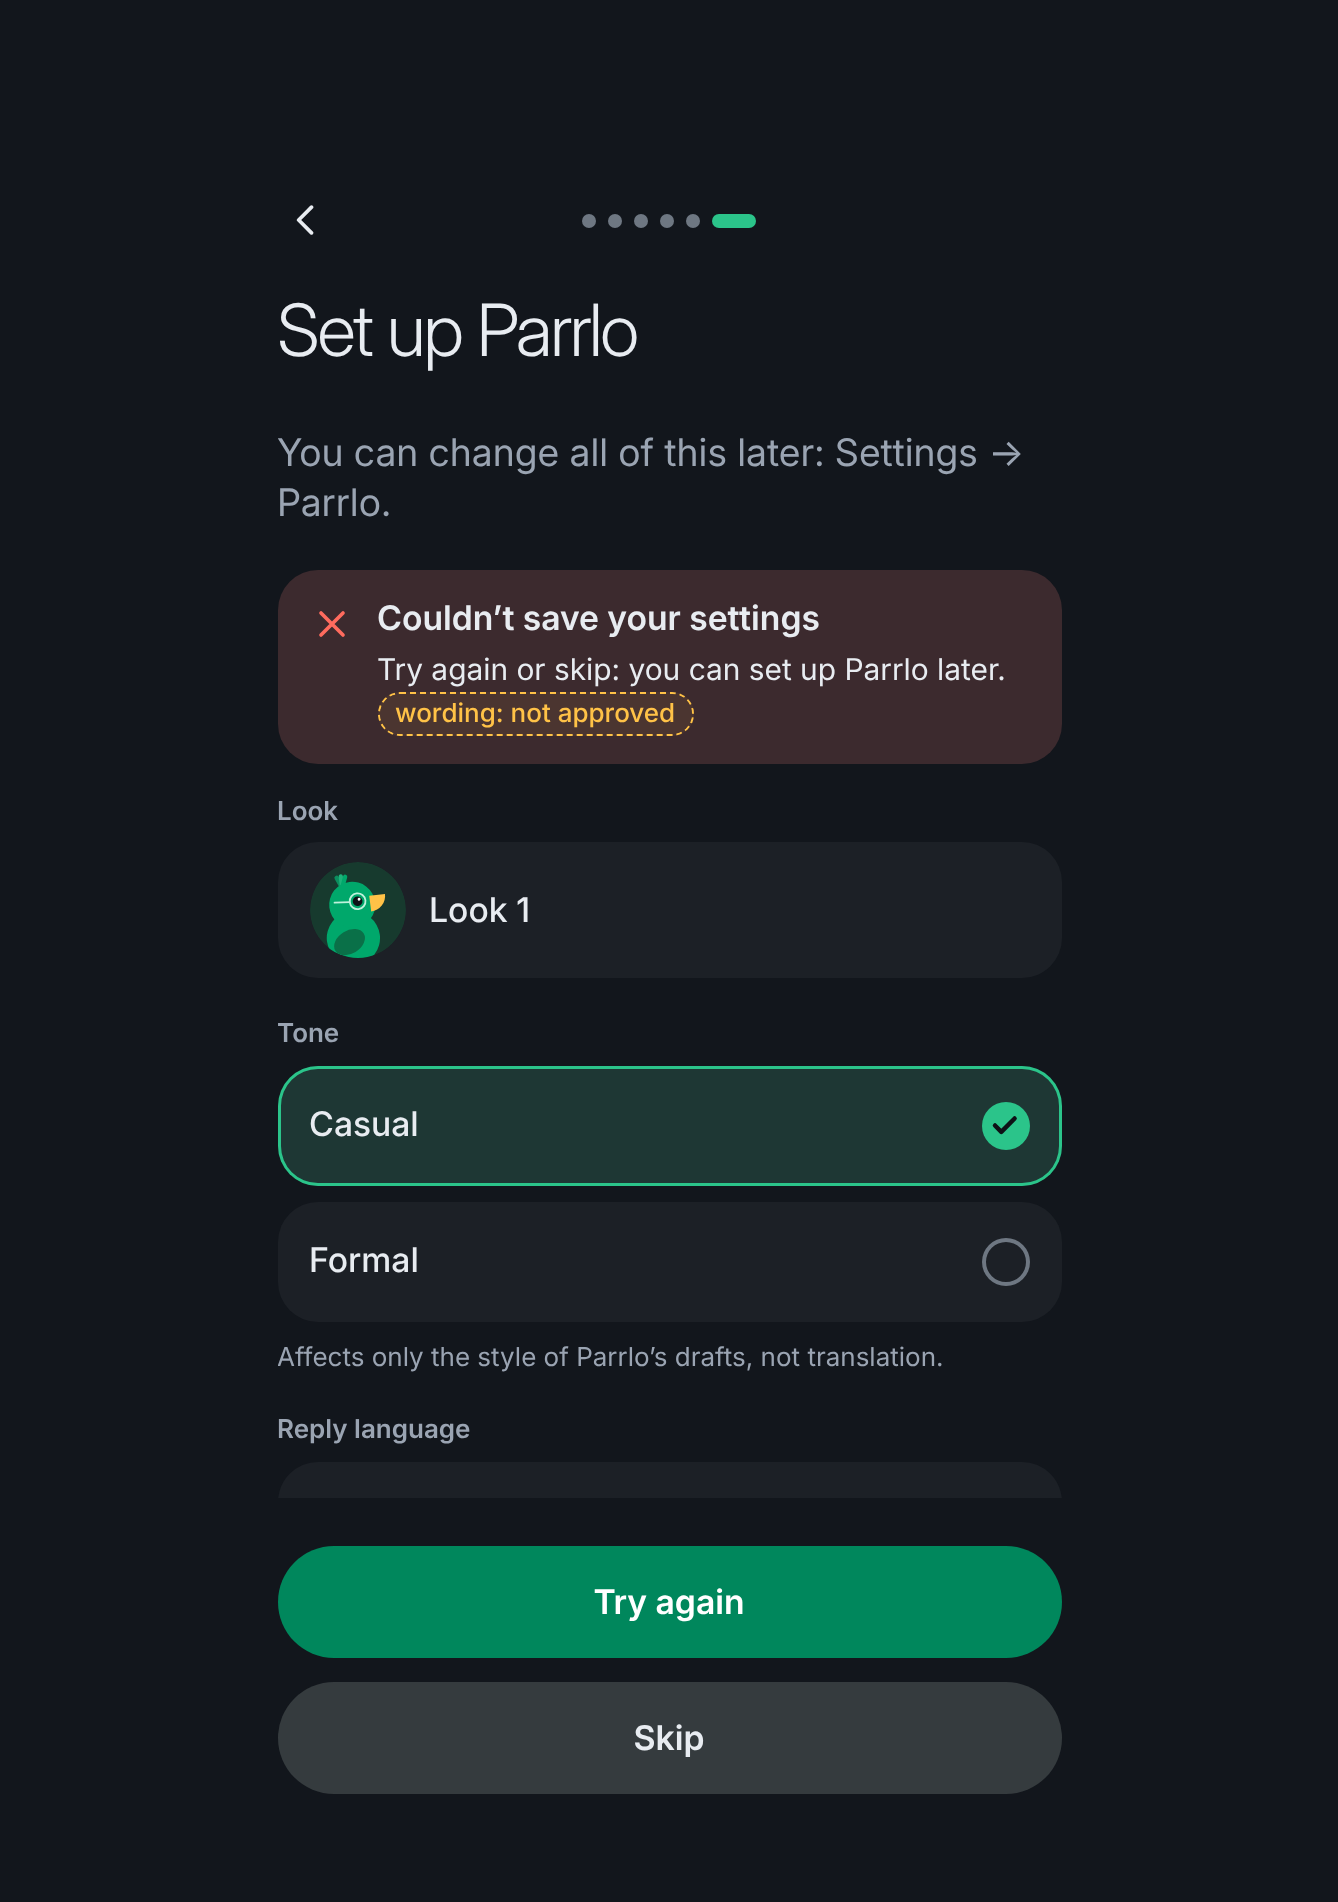 Set up Parrlo
You can change all of this later: Settings →
Parrlo.
Couldn’t save your settings
Try again or skip: you can set up Parrlo later.
wording: not approved
Look
Look 1
Tone
Casual
Formal
Affects only the style of Parrlo’s drafts, not translation.
Reply language
Try again
Skip